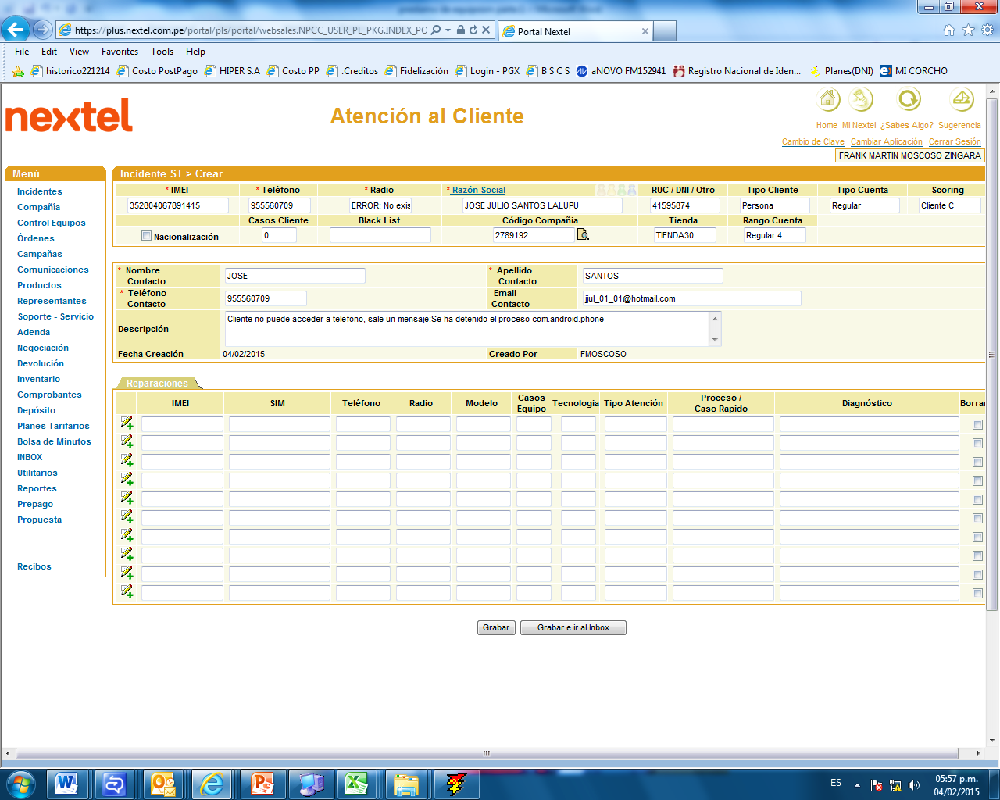 https://plus.nextel.com.pe/portal/pls/portal/websales.NPCC_USER_PL_PKG.INDEX_PC
Portal Nextel
File Edit View Favorites Tools Help
historico221214 Costo PostPago HIPER S.A Costo PP .Creditos Fidelización Login - PGX B S C S aNOVO FM152941 Registro Nacional de Iden... Planes(DNI) MI CORCHO
nextel
Atención al Cliente
Home Mi Nextel ¿Sabes Algo? Sugerencia
Cambio de Clave Cambiar Aplicación Cerrar Sesión
FRANK MARTIN MOSCOSO ZINGARA
Menú
Incidentes
Compañía
Control Equipos
Órdenes
Campañas
Comunicaciones
Productos
Representantes
Soporte - Servicio
Adenda
Negociación
Devolución
Inventario
Comprobantes
Depósito
Planes Tarifarios
Bolsa de Minutos
INBOX
Utilitarios
Reportes
Prepago
Propuesta
Recibos
Incidente ST > Crear
* IMEI * Teléfono * Radio * Razón Social RUC / DNI / Otro Tipo Cliente Tipo Cuenta Scoring
352804067891415 955560709 ERROR: No exis JOSE JULIO SANTOS LALUPU 41595874 Persona Regular Cliente C
Casos Cliente Black List Código Compañía Tienda Rango Cuenta
Nacionalización 0 ... 2789192 TIENDA30 Regular 4
* Nombre Contacto JOSE * Apellido Contacto SANTOS
* Teléfono Contacto 955560709 Email Contacto jjul_01_01@hotmail.com
Descripción Cliente no puede acceder a telefono, sale un mensaje:Se ha detenido el proceso com.android.phone
Fecha Creación 04/02/2015 Creado Por FMOSCOSO
Reparaciones
IMEI SIM Teléfono Radio Modelo Casos Equipo Tecnologia Tipo Atención Proceso / Caso Rapido Diagnóstico Borrar
Grabar Grabar e ir al Inbox
ES 05:57 p.m.
04/02/2015